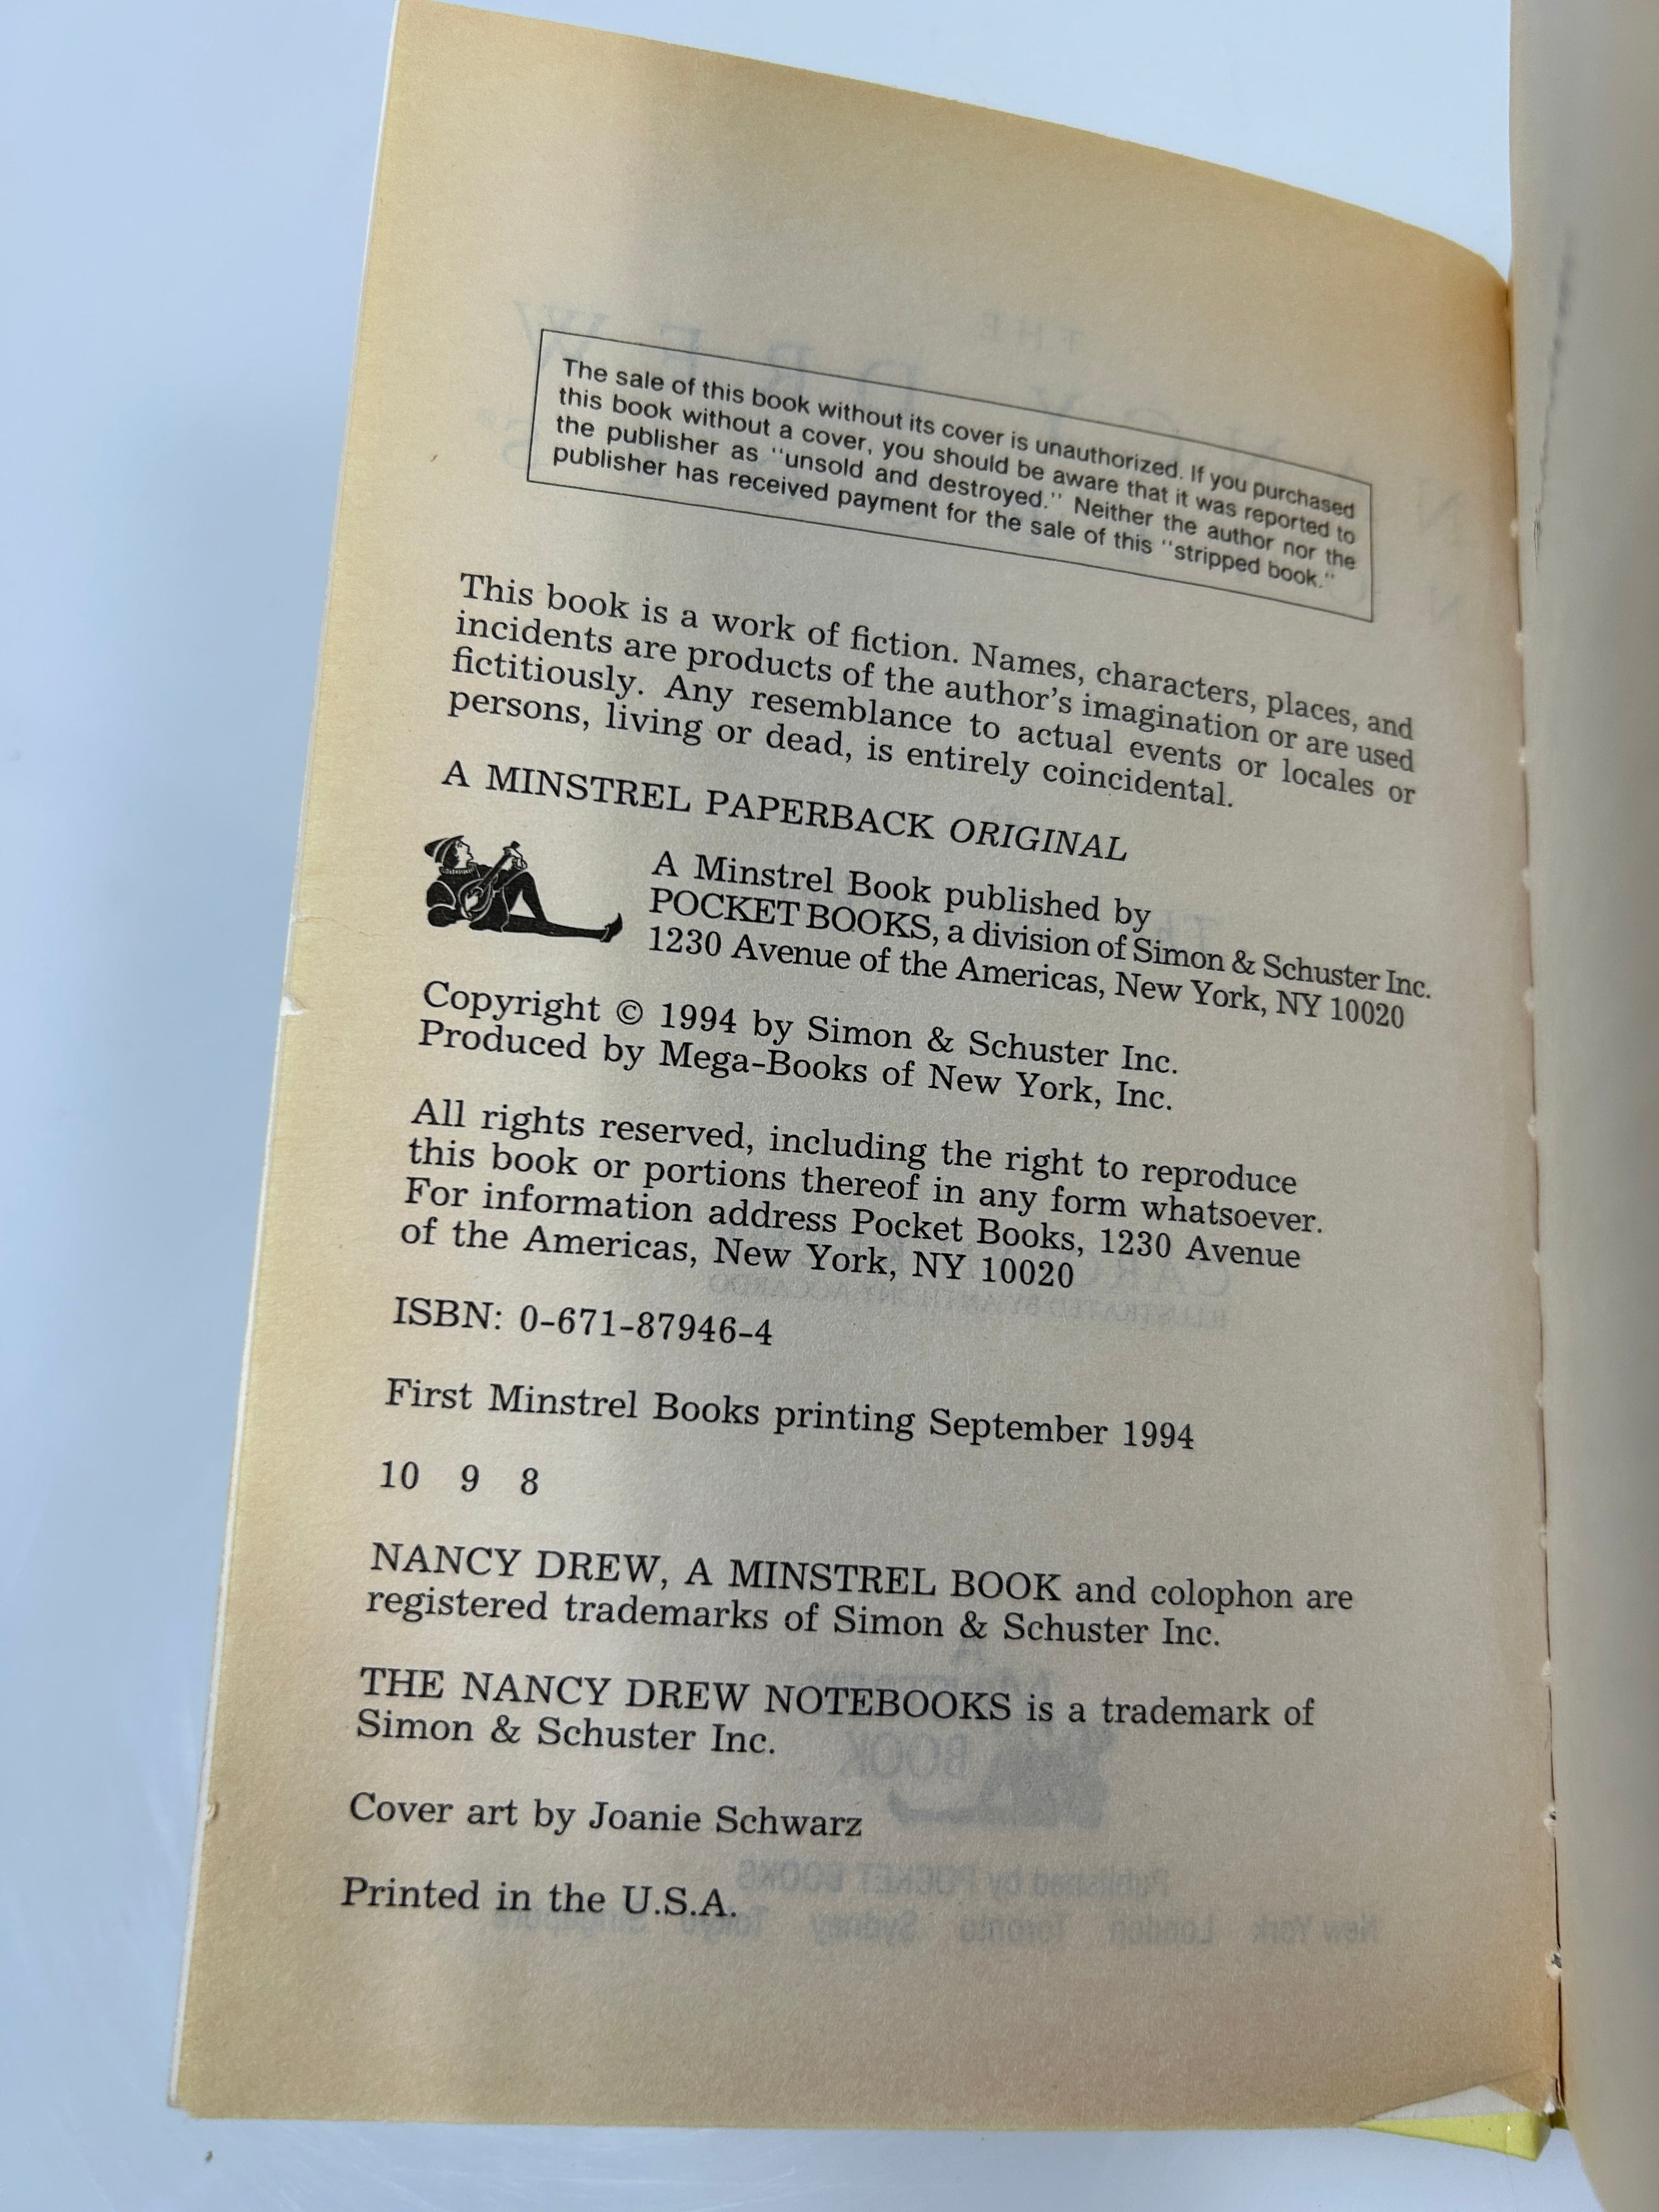 The sale of this book without its cover is unauthorized. If you purchased
this book without a cover, you should be aware that it was reported to
the publisher as "unsold and destroyed." Neither the author nor the
publisher has received payment for the sale of this "stripped book."
This book is a work of fiction. Names, characters, places, and
incidents are products of the author's imagination or are used
fictitiously. Any resemblance to actual events or locales or
persons, living or dead, is entirely coincidental.
A MINSTREL PAPERBACK ORIGINAL
A Minstrel Book published by
POCKET BOOKS, a division of Simon & Schuster Inc.
1230 Avenue of the Americas, New York, NY 10020
Copyright © 1994 by Simon & Schuster Inc.
Produced by Mega-Books of New York, Inc.
All rights reserved, including the right to reproduce
this book or portions thereof in any form whatsoever.
For information address Pocket Books, 1230 Avenue
of the Americas, New York, NY 10020
ISBN: 0-671-87946-4
First Minstrel Books printing September 1994
10 9 8
NANCY DREW, A MINSTREL BOOK and colophon are
registered trademarks of Simon & Schuster Inc.
THE NANCY DREW NOTEBOOKS is a trademark of
Simon & Schuster Inc.
Cover art by Joanie Schwarz
Printed in the U.S.A.